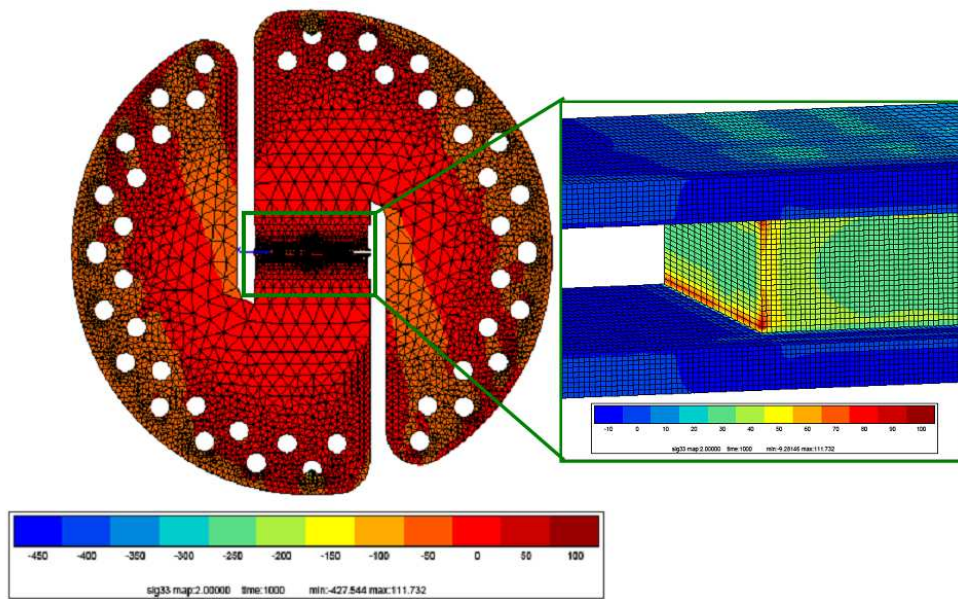 -10 0 10 20 30 40 50 60 70 80 90 100
sig33 map:2.00000 time:1000 min:-9.28146 max:111.732
-450 -400 -350 -300 -250 -200 -150 -100 -50 0 50 100
sig33 map:2.00000 time:1000 min:-427.544 max:111.732